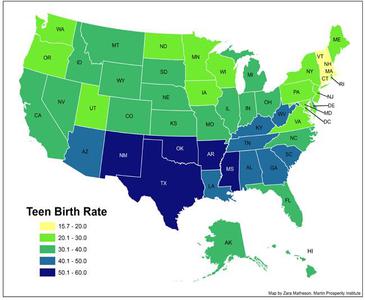 WA
OR
CA
NV
ID
MT
WY
UT
AZ
CO
NM
ND
SD
NE
KS
OK
TX
MN
IA
MO
AR
LA
WI
IL
MI
IN
OH
KY
TN
MS
AL
GA
FL
SC
NC
VA
WV
PA
NY
ME
VT
NH
MA
CT
RI
NJ
DE
MD
DC
AK
HI
Teen Birth Rate
15.7 - 20.0
20.1 - 30.0
30.1 - 40.0
40.1 - 50.0
50.1 - 60.0
Map by Zara Matheson, Martin Prosperity Institute